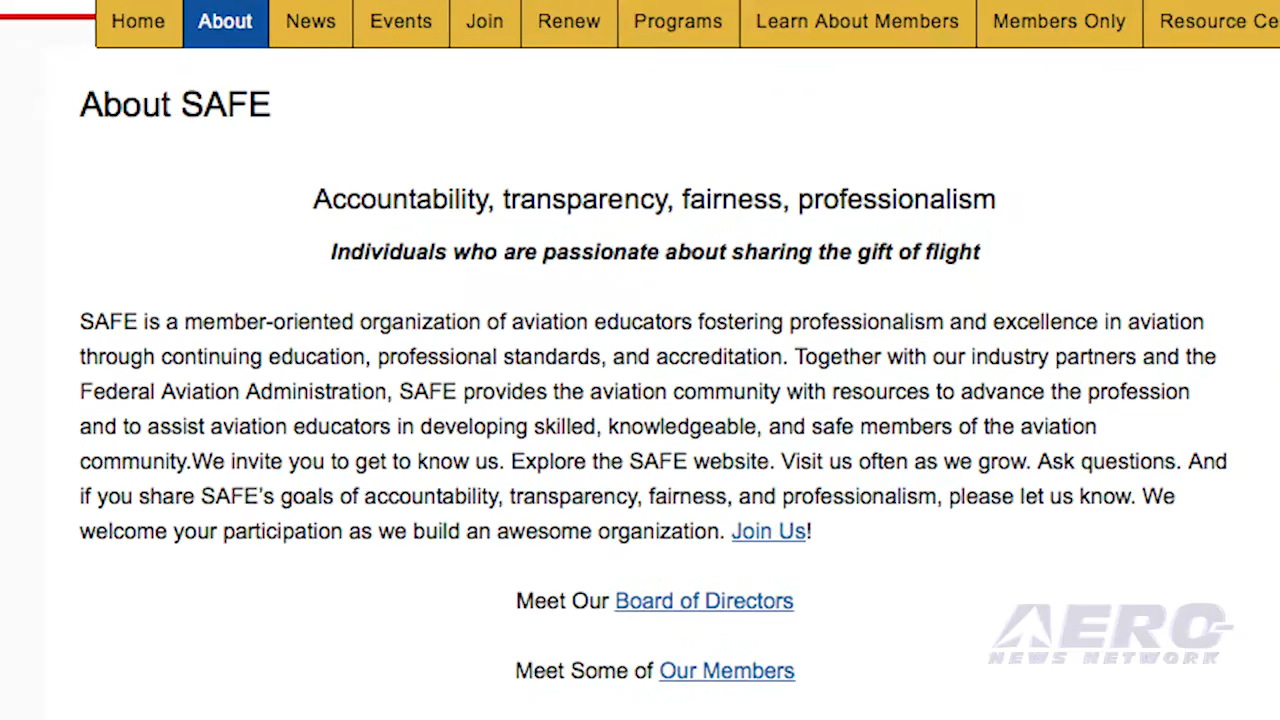 Home About News Events Join Renew Programs Learn About Members Members Only Resource Ce
About SAFE
Accountability, transparency, fairness, professionalism
Individuals who are passionate about sharing the gift of flight
SAFE is a member-oriented organization of aviation educators fostering professionalism and excellence in aviation
through continuing education, professional standards, and accreditation. Together with our industry partners and the
Federal Aviation Administration, SAFE provides the aviation community with resources to advance the profession
and to assist aviation educators in developing skilled, knowledgeable, and safe members of the aviation
community.We invite you to get to know us. Explore the SAFE website. Visit us often as we grow. Ask questions. And
if you share SAFE's goals of accountability, transparency, fairness, and professionalism, please let us know. We
welcome your participation as we build an awesome organization. Join Us!
Meet Our Board of Directors
Meet Some of Our Members
AERO
NEWS NETWORK